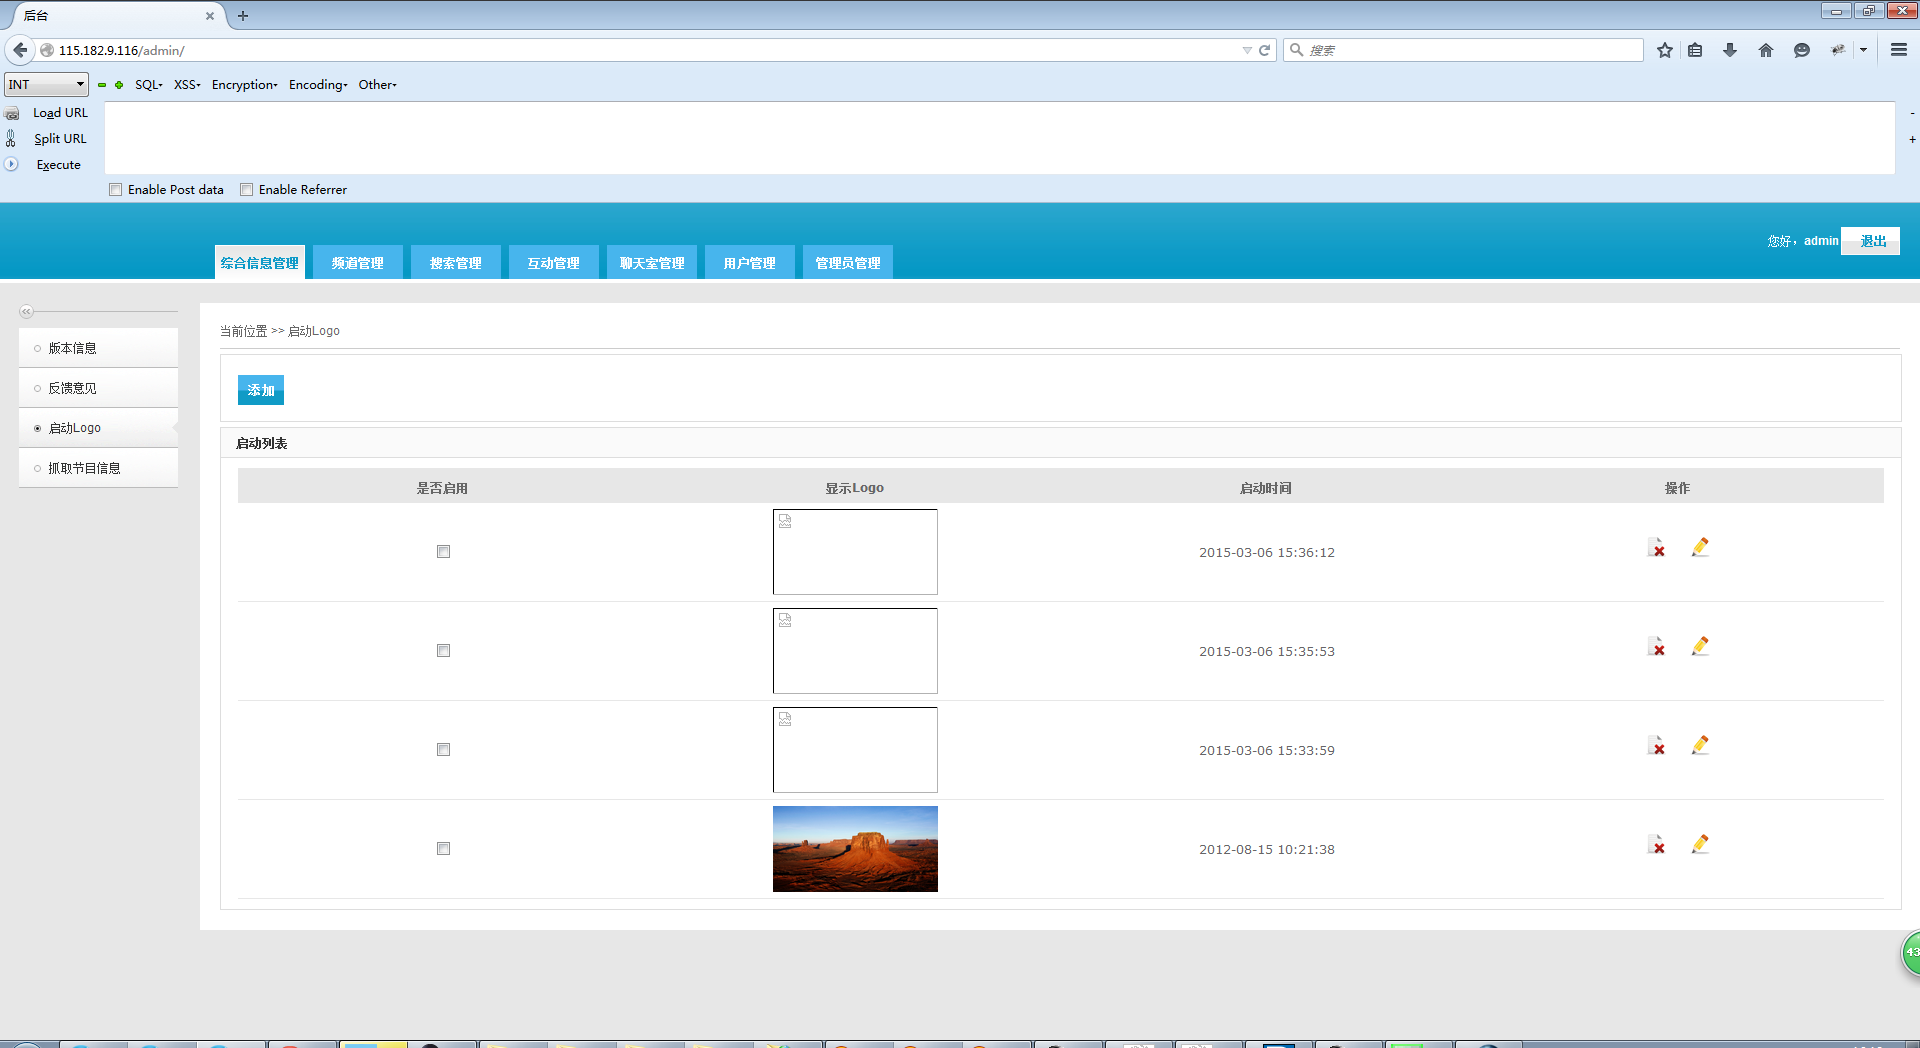 后台
115.182.9.116/admin/
搜索
INT SQL XSS Encryption Encoding Other
Load URL
Split URL
Execute
Enable Post data Enable Referrer
您好，admin 退出
综合信息管理 频道管理 搜索管理 互动管理 聊天室管理 用户管理 管理员管理
版本信息
反馈意见
启动Logo
抓取节目信息
当前位置 >> 启动Logo
添加
启动列表
是否启用 显示Logo 启动时间 操作
2015-03-06 15:36:12
2015-03-06 15:35:53
2015-03-06 15:33:59
2012-08-15 10:21:38
43